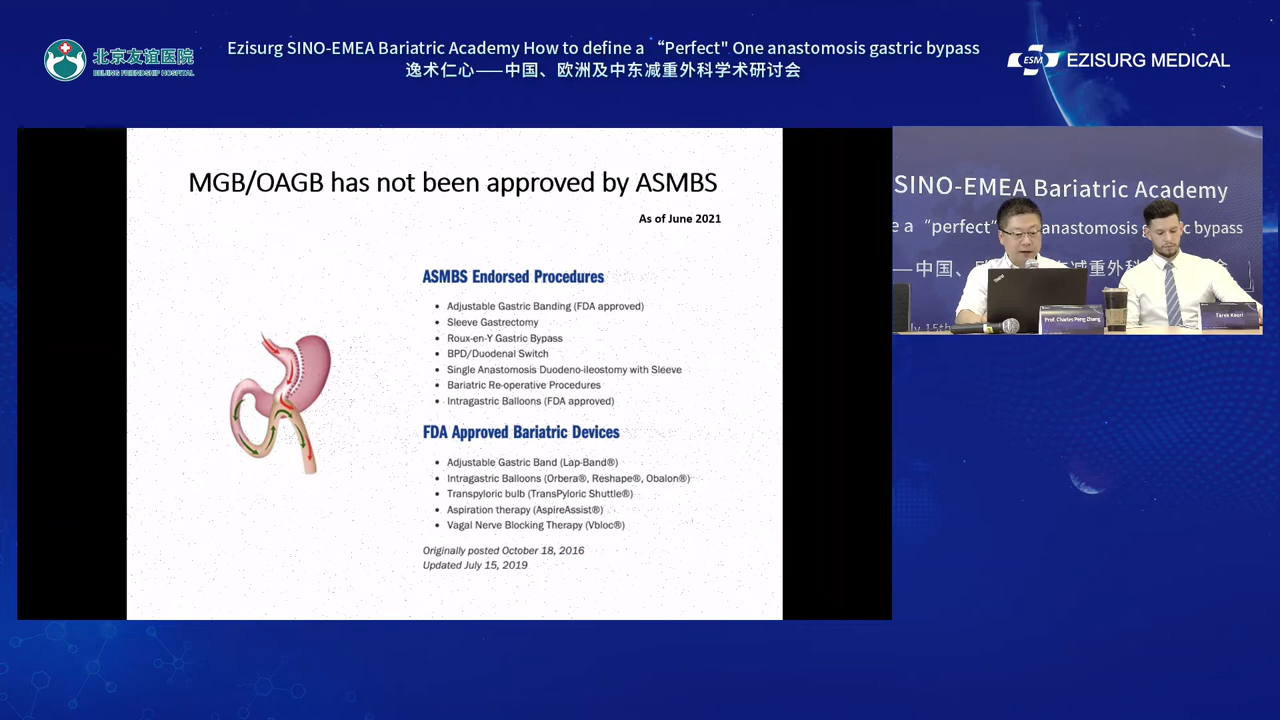 北京友谊医院
BEIJING FRIENDSHIP HOSPITAL
Ezisurg SINO-EMEA Bariatric Academy How to define a “Perfect" One anastomosis gastric bypass
逸术仁心——中国、欧洲及中东减重外科学术研讨会
ESM EZISURG MEDICAL
MGB/OAGB has not been approved by ASMBS
As of June 2021
ASMBS Endorsed Procedures
• Adjustable Gastric Banding (FDA approved)
• Sleeve Gastrectomy
• Roux-en-Y Gastric Bypass
• BPD/Duodenal Switch
• Single Anastomosis Duodeno-ileostomy with Sleeve
• Bariatric Re-operative Procedures
• Intragastric Balloons (FDA approved)
FDA Approved Bariatric Devices
• Adjustable Gastric Band (Lap-Band®)
• Intragastric Balloons (Orbera®, Reshape®, Obalon®)
• Transpyloric bulb (TransPyloric Shuttle®)
• Aspiration therapy (AspireAssist®)
• Vagal Nerve Blocking Therapy (Vbloc®)
Originally posted October 18, 2016
Updated July 15, 2019
SINO-EMEA Bariatric Academy
e a “perfect" anastomosis bypass
——中国、减重外科
15th
ThinkPad
Prof. Charles Peng Zhang
Tarek